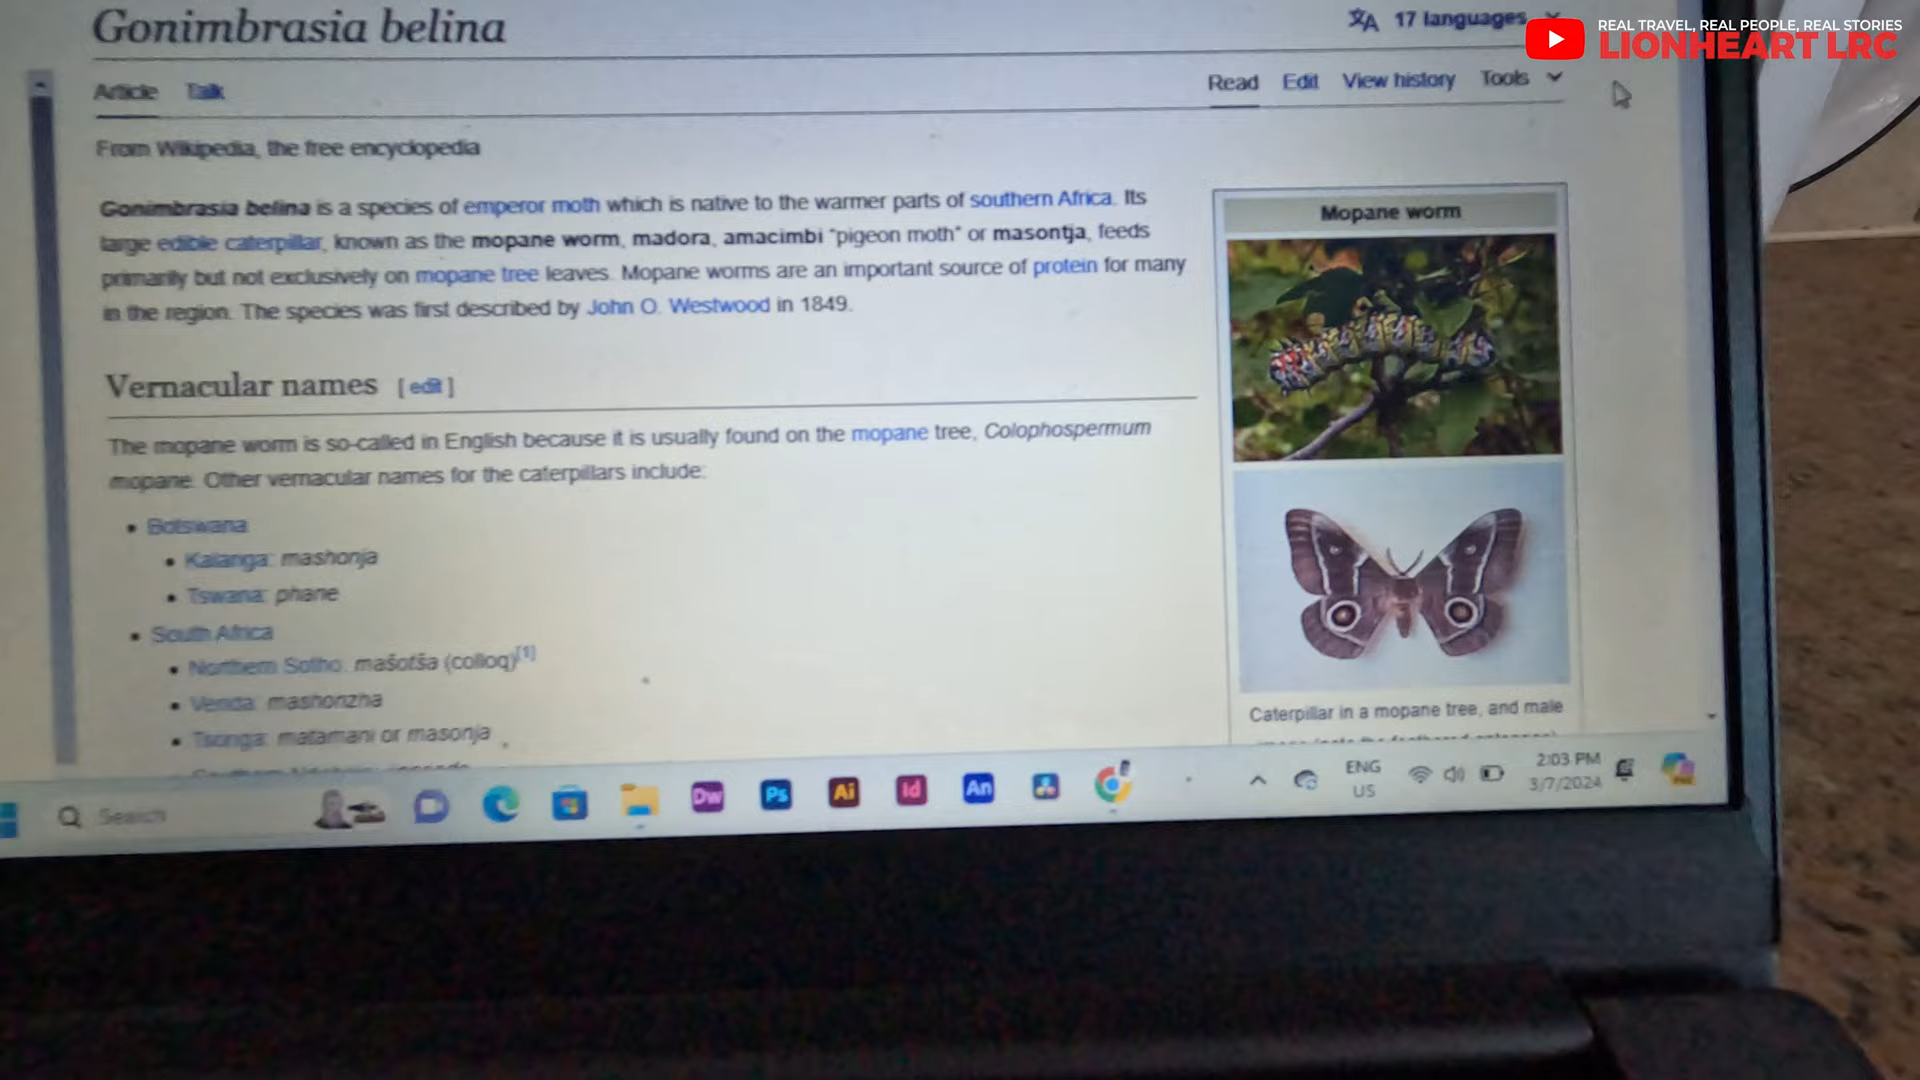 Gonimbrasia belina
17 languages
REAL TRAVEL, REAL PEOPLE, REAL STORIES
LIONHEART LRC
Article Talk
Read Edit View history Tools
From Wikipedia, the free encyclopedia
Gonimbrasia belina is a species of emperor moth which is native to the warmer parts of southern Africa. Its
large edible caterpillar, known as the mopane worm, madora, amacimbi "pigeon moth" or masontja, feeds
primarily but not exclusively on mopane tree leaves. Mopane worms are an important source of protein for many
in the region. The species was first described by John O. Westwood in 1849.
Mopane worm
Vernacular names [ edit ]
The mopane worm is so-called in English because it is usually found on the mopane tree, Colophospermum
mopane. Other vernacular names for the caterpillars include:
• Botswana
• Kalanga: mashonja
• Tswana: phane
• South Africa
• Northern Sotho: mašotša (colloq)[1]
• Venda: mashonzha
• Tsonga: matamani or masonja
Caterpillar in a mopane tree, and male
Search
Dw
Ps
Ai
Id
An
ENG
US
2:03 PM
3/7/2024